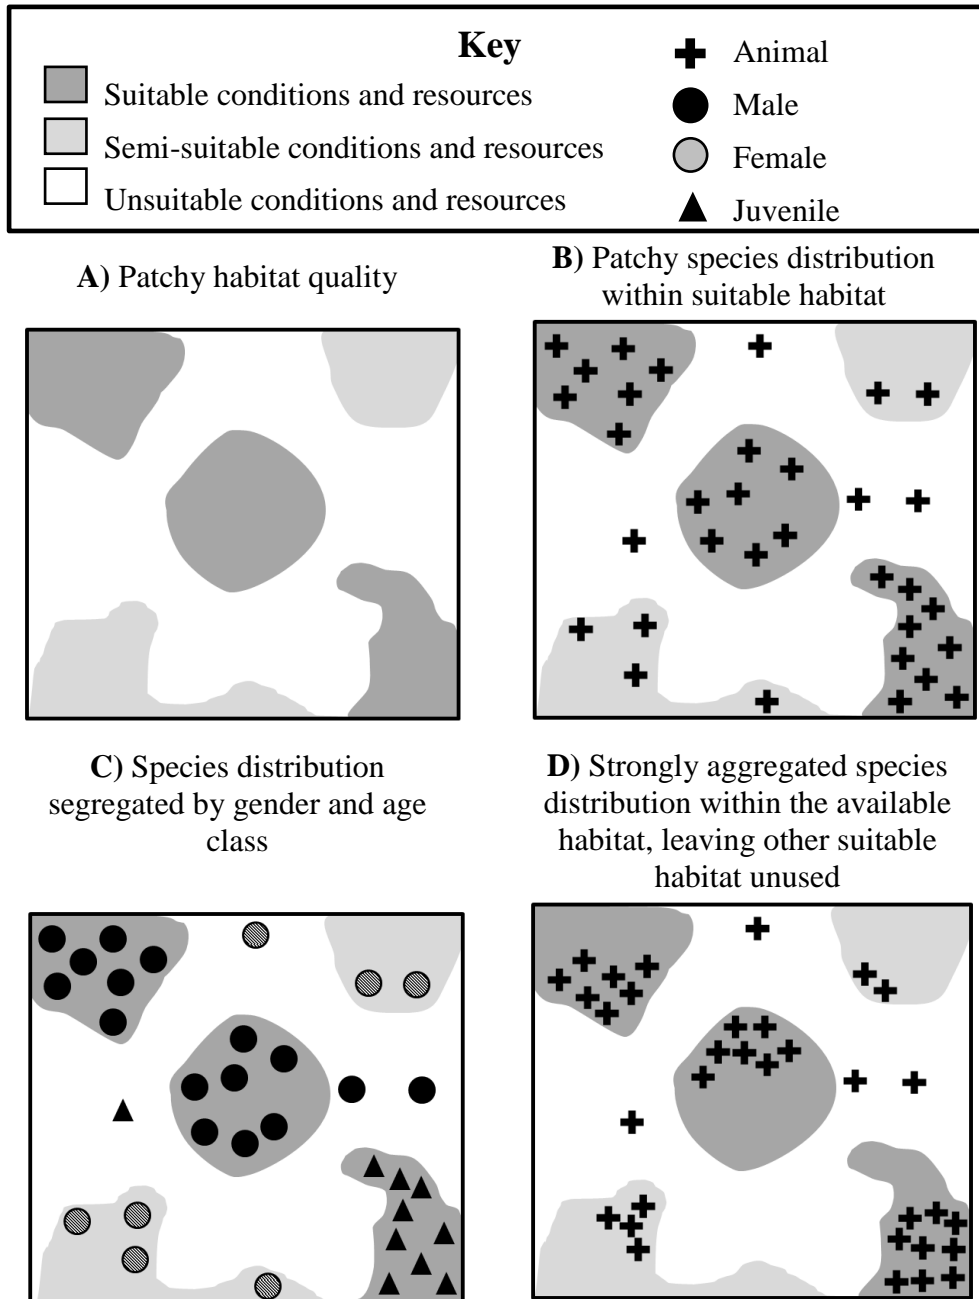 Key
Suitable conditions and resources
Semi-suitable conditions and resources
Unsuitable conditions and resources
Animal
Male
Female
Juvenile
A) Patchy habitat quality
B) Patchy species distribution
within suitable habitat
C) Species distribution
segregated by gender and age
class
D) Strongly aggregated species
distribution within the available
habitat, leaving other suitable
habitat unused